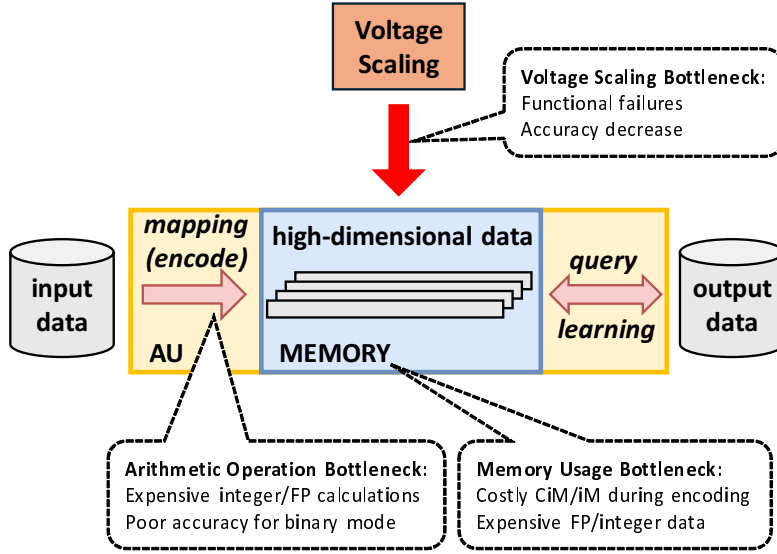 Voltage
Scaling
Voltage Scaling Bottleneck:
Functional failures
Accuracy decrease
mapping
(encode)
high-dimensional data
query
input
data
output
data
learning
AU
MEMORY
Arithmetic Operation Bottleneck:
Expensive integer/FP calculations
Poor accuracy for binary mode
Memory Usage Bottleneck:
Costly CiM/iM during encoding
Expensive FP/integer data